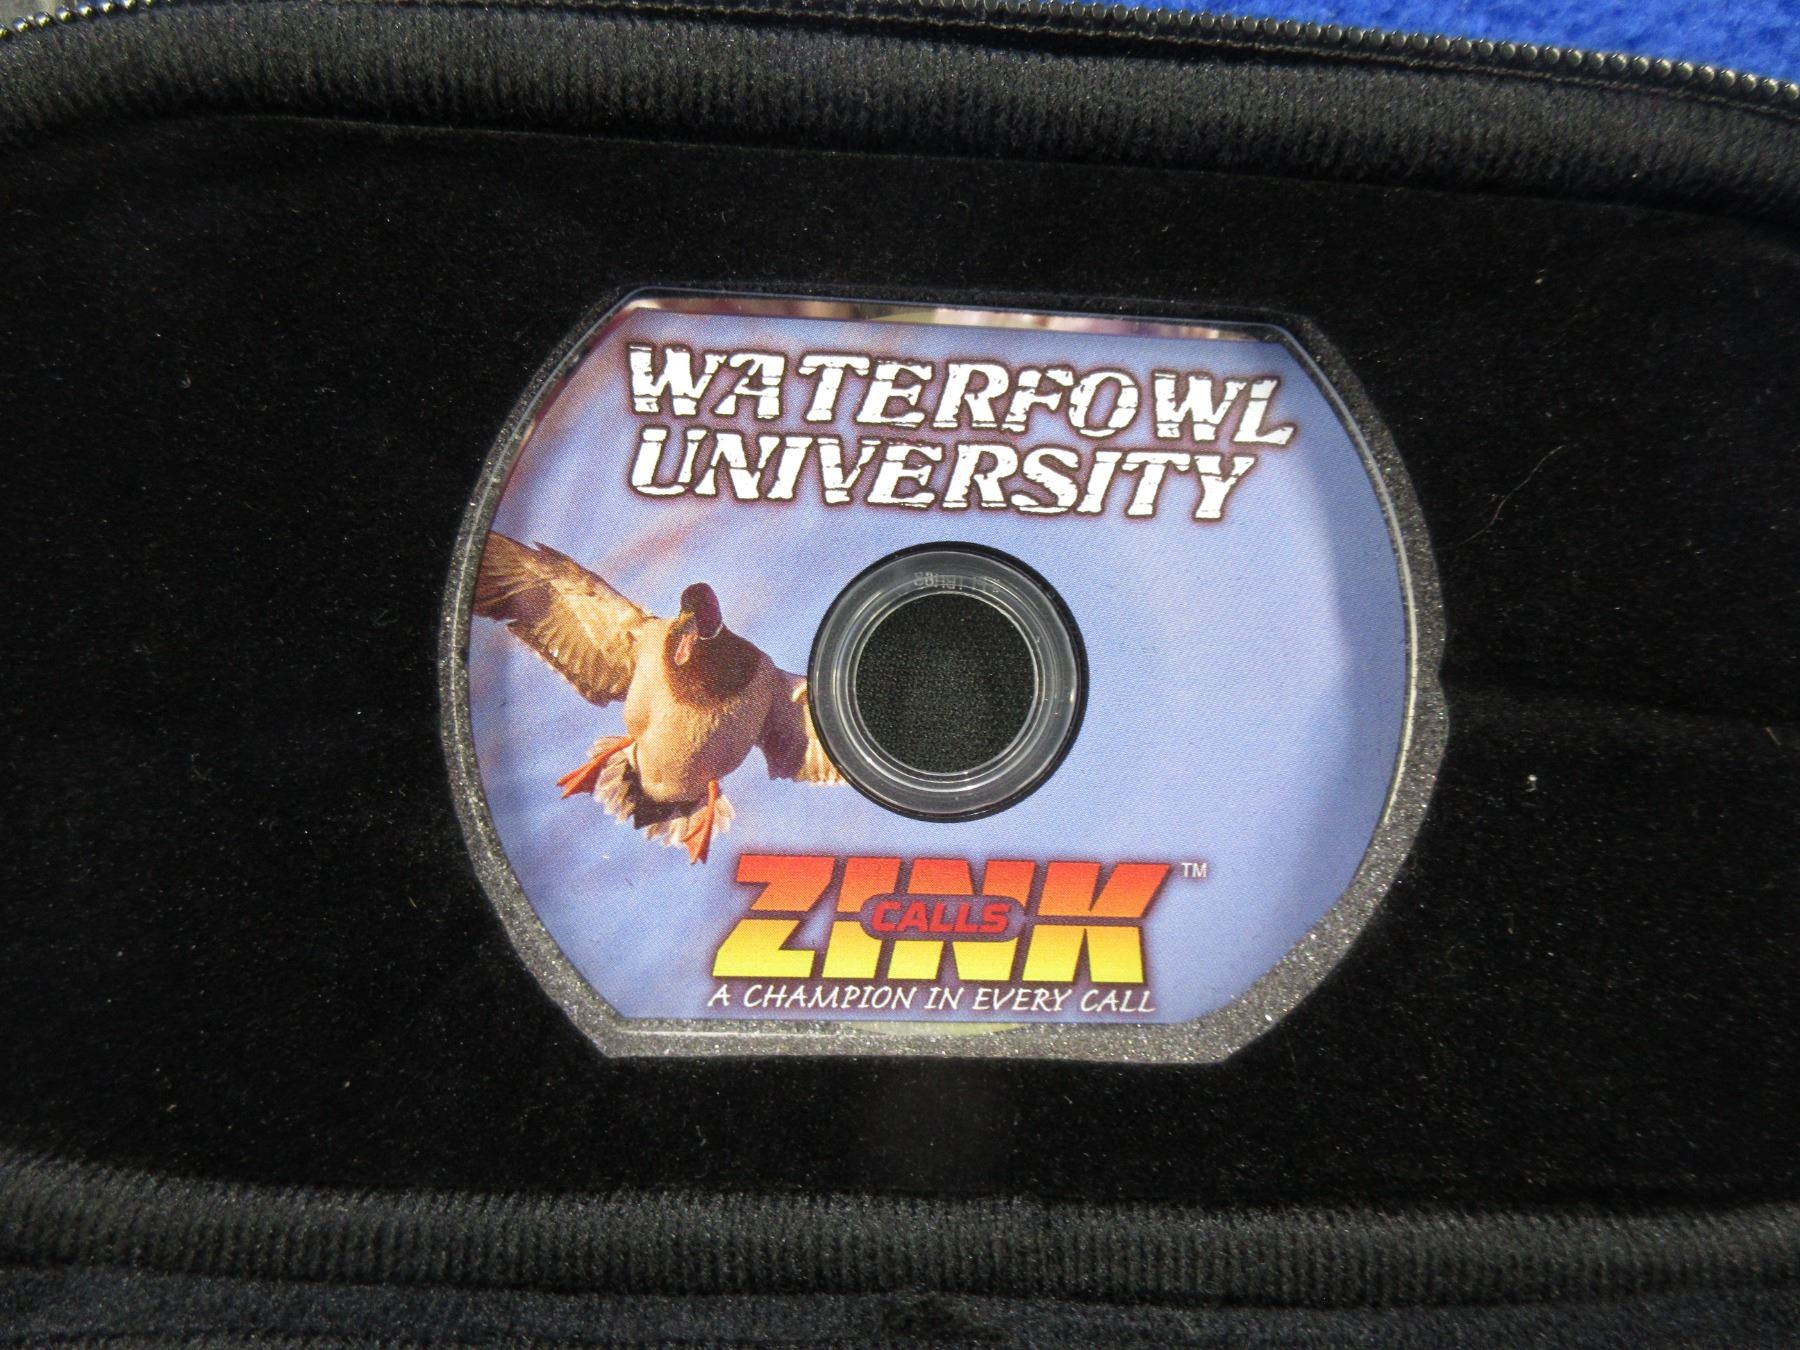 WATERFOWL
UNIVERSITY
ZINK
CALLS
™
A CHAMPION IN EVERY CALL